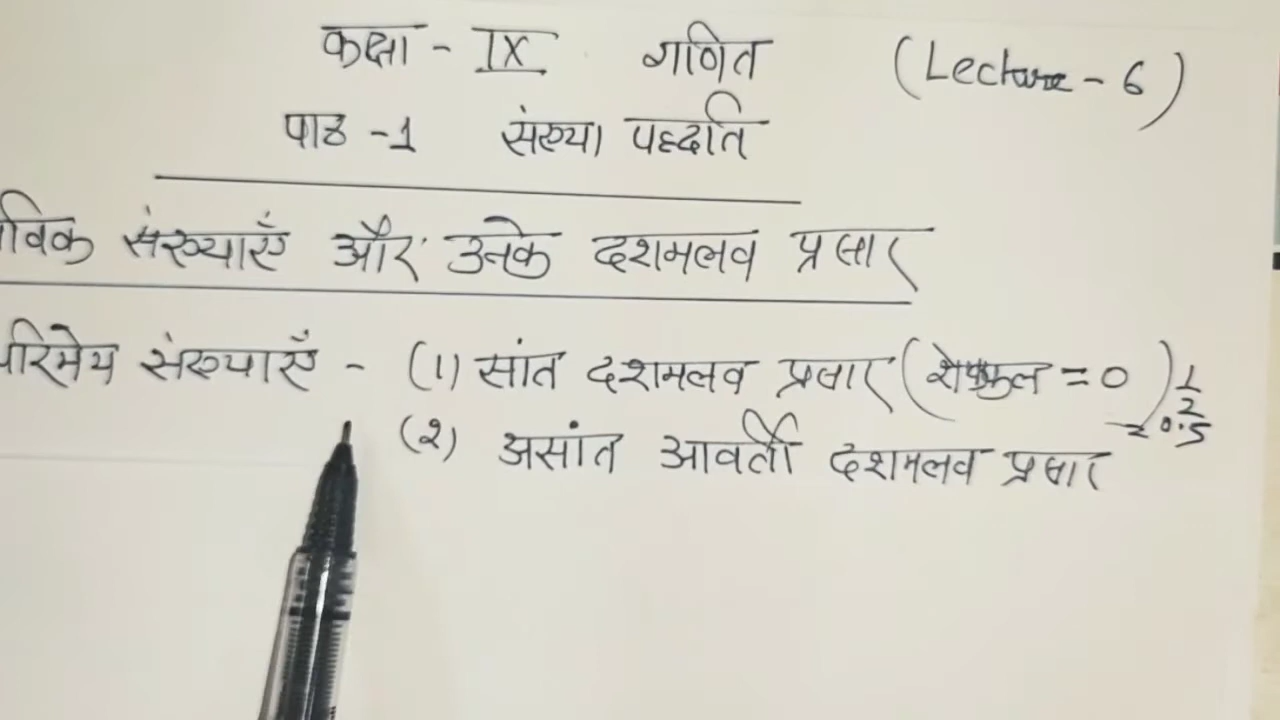 कक्षा - IX गणित (Lecture - 6)
पाठ - 1 संख्या पद्धति
विक संख्याएँ और उनके दशमलव प्रसार
परिमेय संख्याएँ - (1) सांत दशमलव प्रसार (शेषफल = 0) 1/2 = 0.5
(२) असांत आवर्ती दशमलव प्रसार